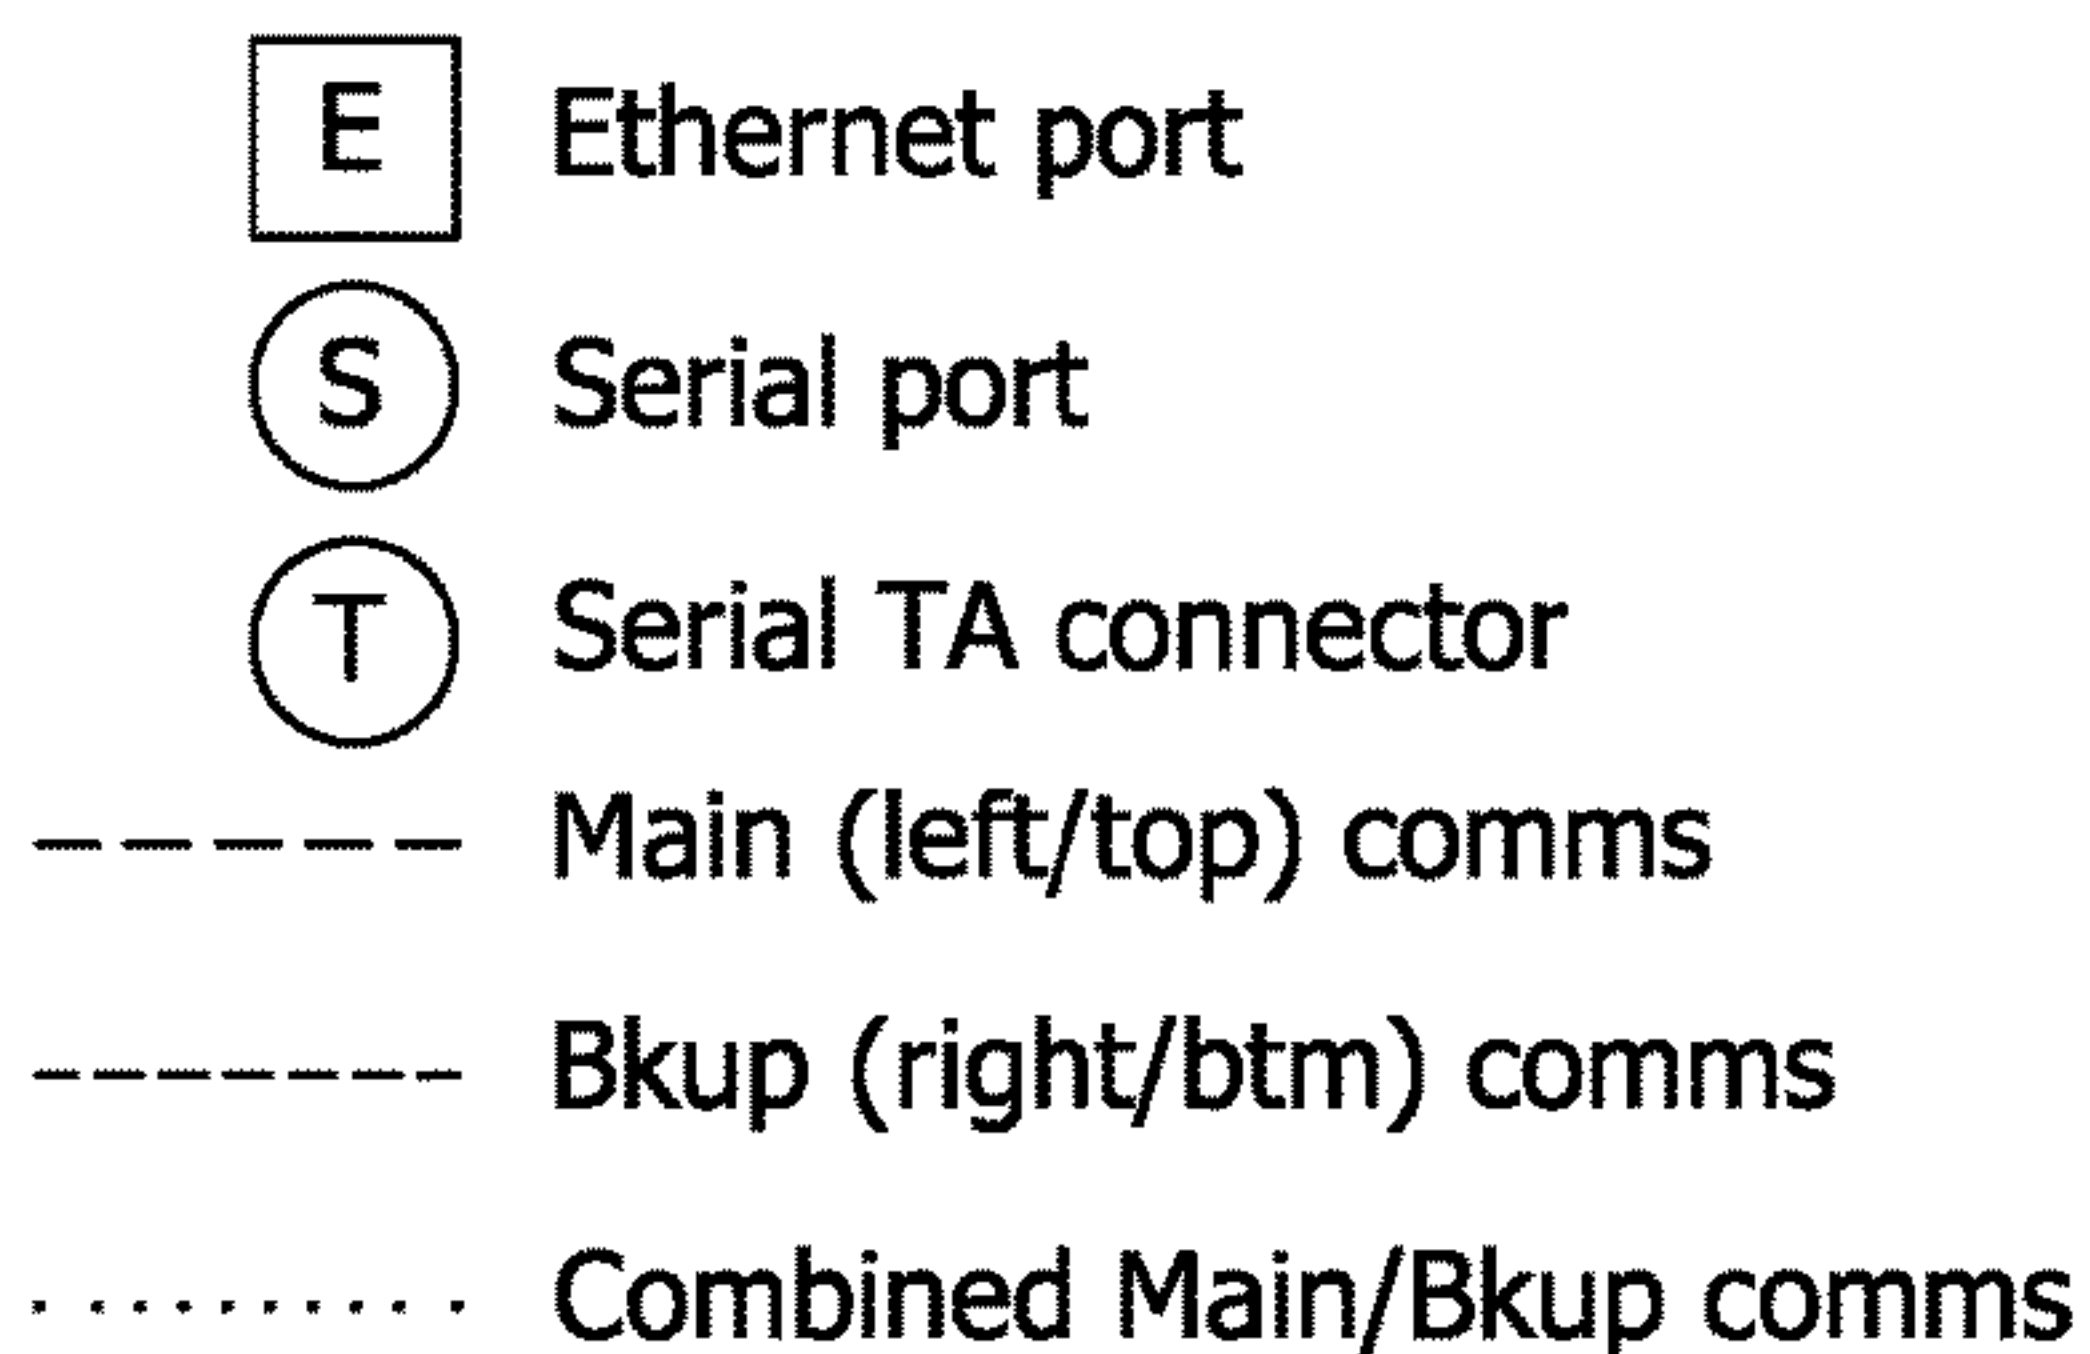 E Ethernet port
S Serial port
T Serial TA connector
Main (left/top) comms
Bkup (right/btm) comms
Combined Main/Bkup comms